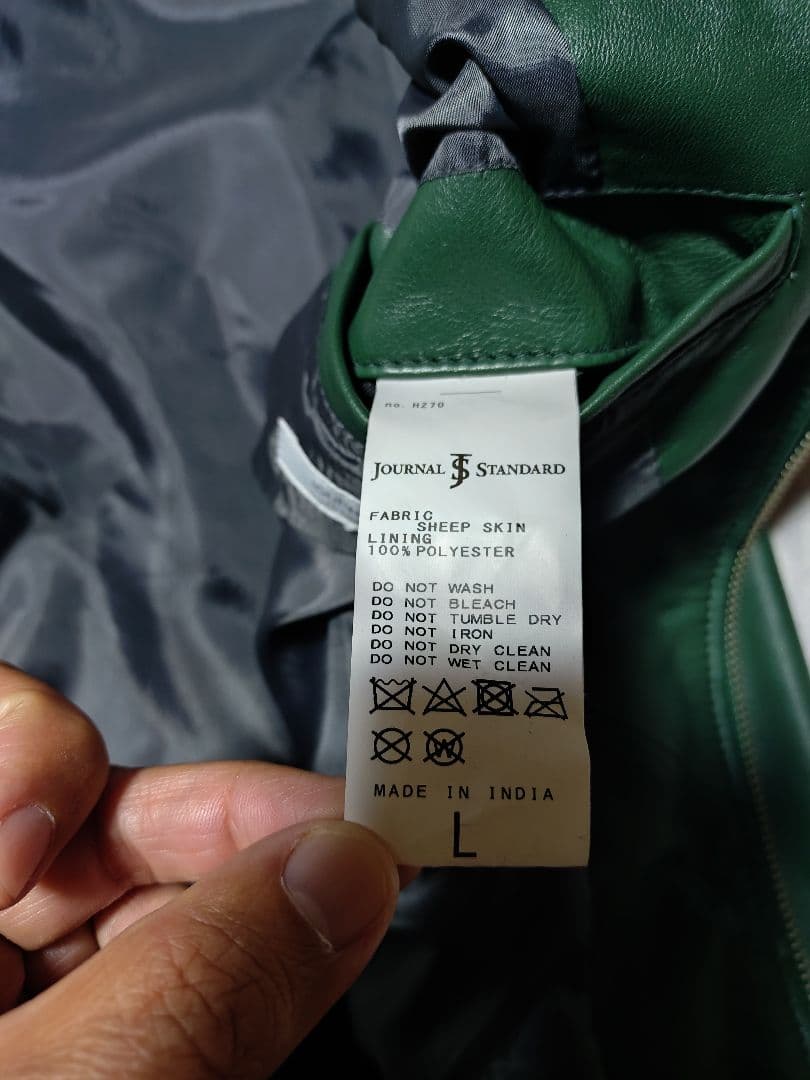 no. H270
JOURNAL JS STANDARD
FABRIC
SHEEP SKIN
LINING
100% POLYESTER
DO NOT WASH
DO NOT BLEACH
DO NOT TUMBLE DRY
DO NOT IRON
DO NOT DRY CLEAN
DO NOT WET CLEAN
W
MADE IN INDIA
L